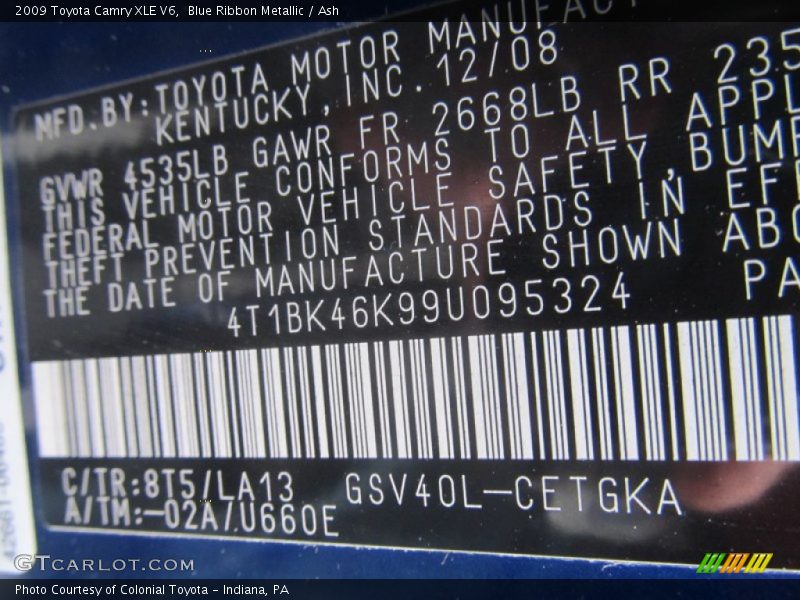 2009 Toyota Camry XLE V6, Blue Ribbon Metallic / Ash
MFD.BY:TOYOTA MOTOR MANUFACT
KENTUCKY,INC. 12/08
GVWR 4535LB GAWR FR 2668LB RR 235
THIS VEHICLE CONFORMS TO ALL APPL
FEDERAL MOTOR VEHICLE SAFETY,BUMP
THEFT PREVENTION STANDARDS IN EFF
THE DATE OF MANUFACTURE SHOWN ABO
4T1BK46K99U095324 PA
C/TR:8T5/LA13 GSV40L-CETGKA
A/TM:-02A/U660E
GTCARLOT.COM
Photo Courtesy of Colonial Toyota - Indiana, PA